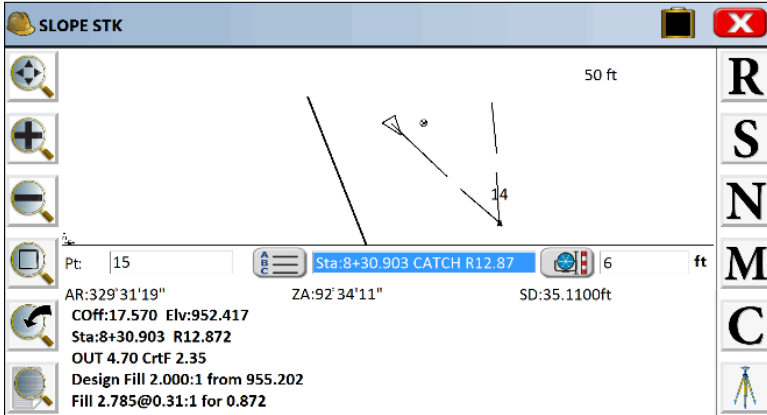 SLOPE STK
50 ft
R
S
14
N
Pt: 15 Sta:8+30.903 CATCH R12.87 6 ft
A
B
C
M
AR:329°31'19" ZA:92°34'11" SD:35.1100ft
COff:17.570 Elv:952.417
Sta:8+30.903 R12.872
C
OUT 4.70 CrtF 2.35
Design Fill 2.000:1 from 955.202
Fill 2.785@0.31:1 for 0.872